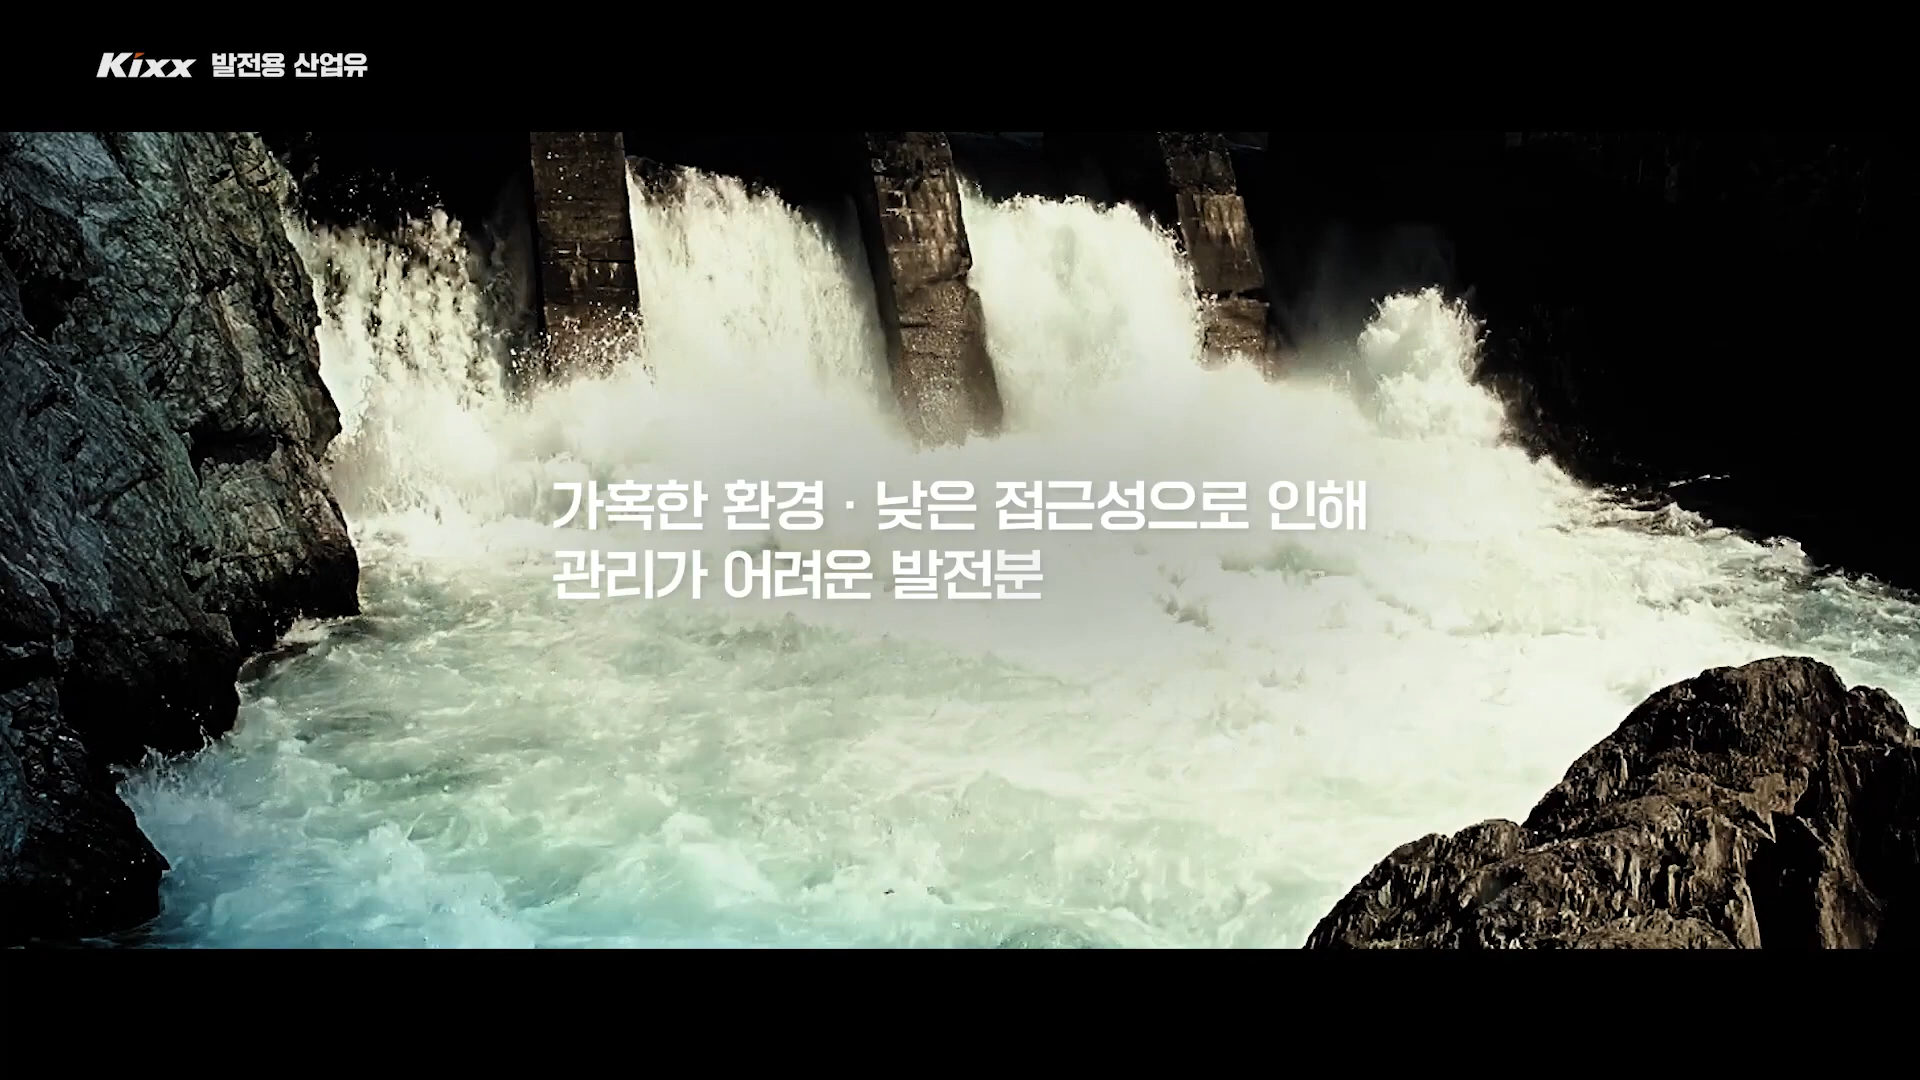 Kixx 발전용 산업유
가혹한 환경 · 낮은 접근성으로 인해
관리가 어려운 발전분